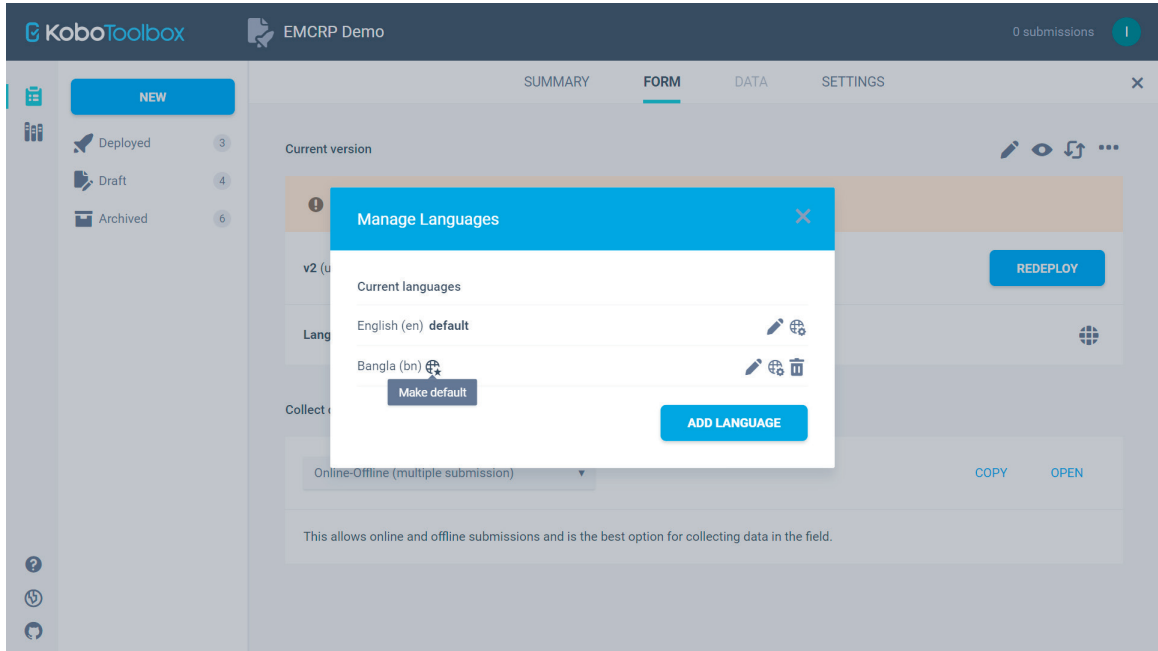 KoboToolbox
EMCRP Demo
0 submissions
I
NEW
Deployed 3
Draft 4
Archived 6
SUMMARY FORM DATA SETTINGS
Current version
Manage Languages
v2 (u
REDEPLOY
Current languages
English (en) default
Lang
Bangla (bn)
Make default
Collect
ADD LANGUAGE
Online-Offline (multiple submission)
COPY OPEN
This allows online and offline submissions and is the best option for collecting data in the field.